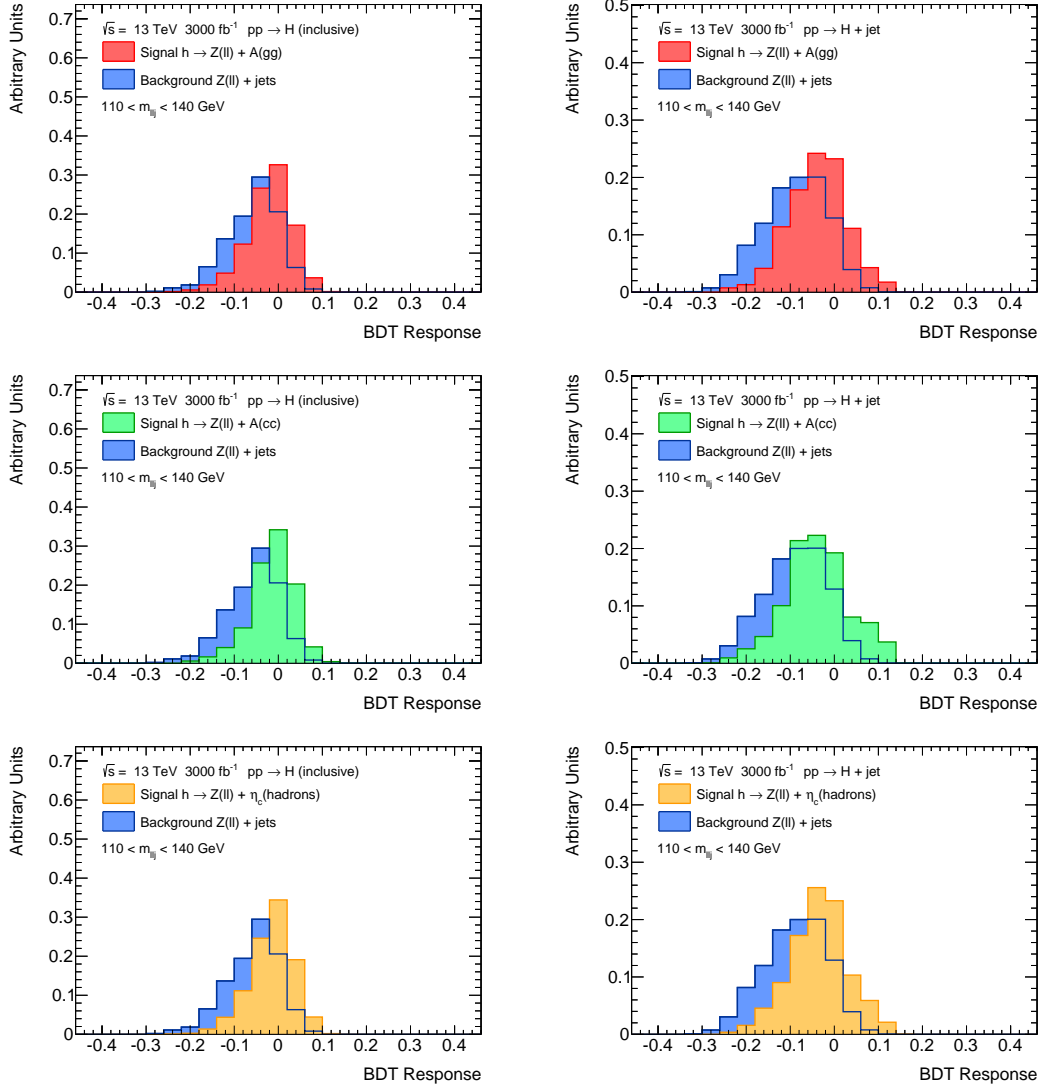 Arbitrary Units
0.7
0.6
0.5
0.4
0.3
0.2
0.1
0
√s = 13 TeV 3000 fb⁻¹ pp → H (inclusive)
Signal h → Z(ll) + A(gg)
Background Z(ll) + jets
110 < m_llj < 140 GeV
-0.4 -0.3 -0.2 -0.1 0 0.1 0.2 0.3 0.4
BDT Response
Arbitrary Units
0.5
0.4
0.3
0.2
0.1
0
√s = 13 TeV 3000 fb⁻¹ pp → H + jet
Signal h → Z(ll) + A(gg)
Background Z(ll) + jets
110 < m_llj < 140 GeV
-0.4 -0.3 -0.2 -0.1 0 0.1 0.2 0.3 0.4
BDT Response
Arbitrary Units
0.7
0.6
0.5
0.4
0.3
0.2
0.1
0
√s = 13 TeV 3000 fb⁻¹ pp → H (inclusive)
Signal h → Z(ll) + A(cc)
Background Z(ll) + jets
110 < m_llj < 140 GeV
-0.4 -0.3 -0.2 -0.1 0 0.1 0.2 0.3 0.4
BDT Response
Arbitrary Units
0.5
0.4
0.3
0.2
0.1
0
√s = 13 TeV 3000 fb⁻¹ pp → H + jet
Signal h → Z(ll) + A(cc)
Background Z(ll) + jets
110 < m_llj < 140 GeV
-0.4 -0.3 -0.2 -0.1 0 0.1 0.2 0.3 0.4
BDT Response
Arbitrary Units
0.7
0.6
0.5
0.4
0.3
0.2
0.1
0
√s = 13 TeV 3000 fb⁻¹ pp → H (inclusive)
Signal h → Z(ll) + η_c(hadrons)
Background Z(ll) + jets
110 < m_llj < 140 GeV
-0.4 -0.3 -0.2 -0.1 0 0.1 0.2 0.3 0.4
BDT Response
Arbitrary Units
0.5
0.4
0.3
0.2
0.1
0
√s = 13 TeV 3000 fb⁻¹ pp → H + jet
Signal h → Z(ll) + η_c(hadrons)
Background Z(ll) + jets
110 < m_llj < 140 GeV
-0.4 -0.3 -0.2 -0.1 0 0.1 0.2 0.3 0.4
BDT Response